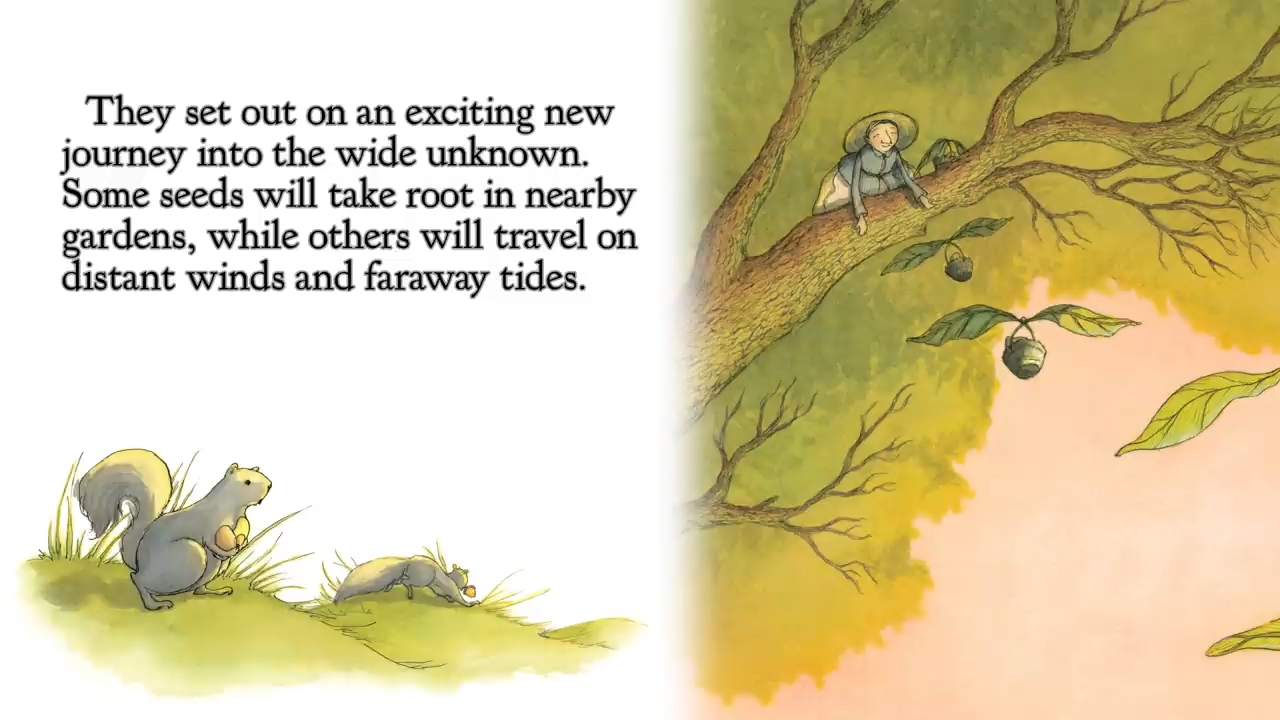 They set out on an exciting new
journey into the wide unknown.
Some seeds will take root in nearby
gardens, while others will travel on
distant winds and faraway tides.